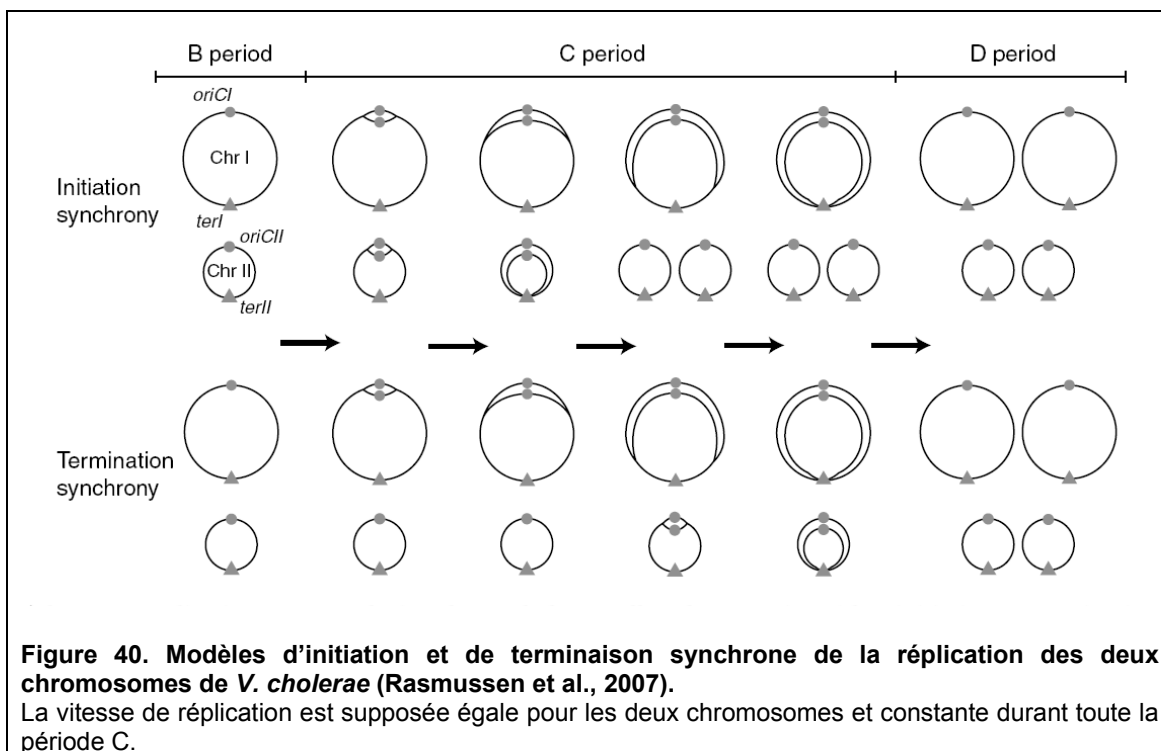 B period C period D period
oriCI
Chr I
Initiation
synchrony
terI
oriCII
Chr II
terII
Termination
synchrony
Figure 40. Modèles d’initiation et de terminaison synchrone de la réplication des deux
chromosomes de V. cholerae (Rasmussen et al., 2007).
La vitesse de réplication est supposée égale pour les deux chromosomes et constante durant toute la
période C.